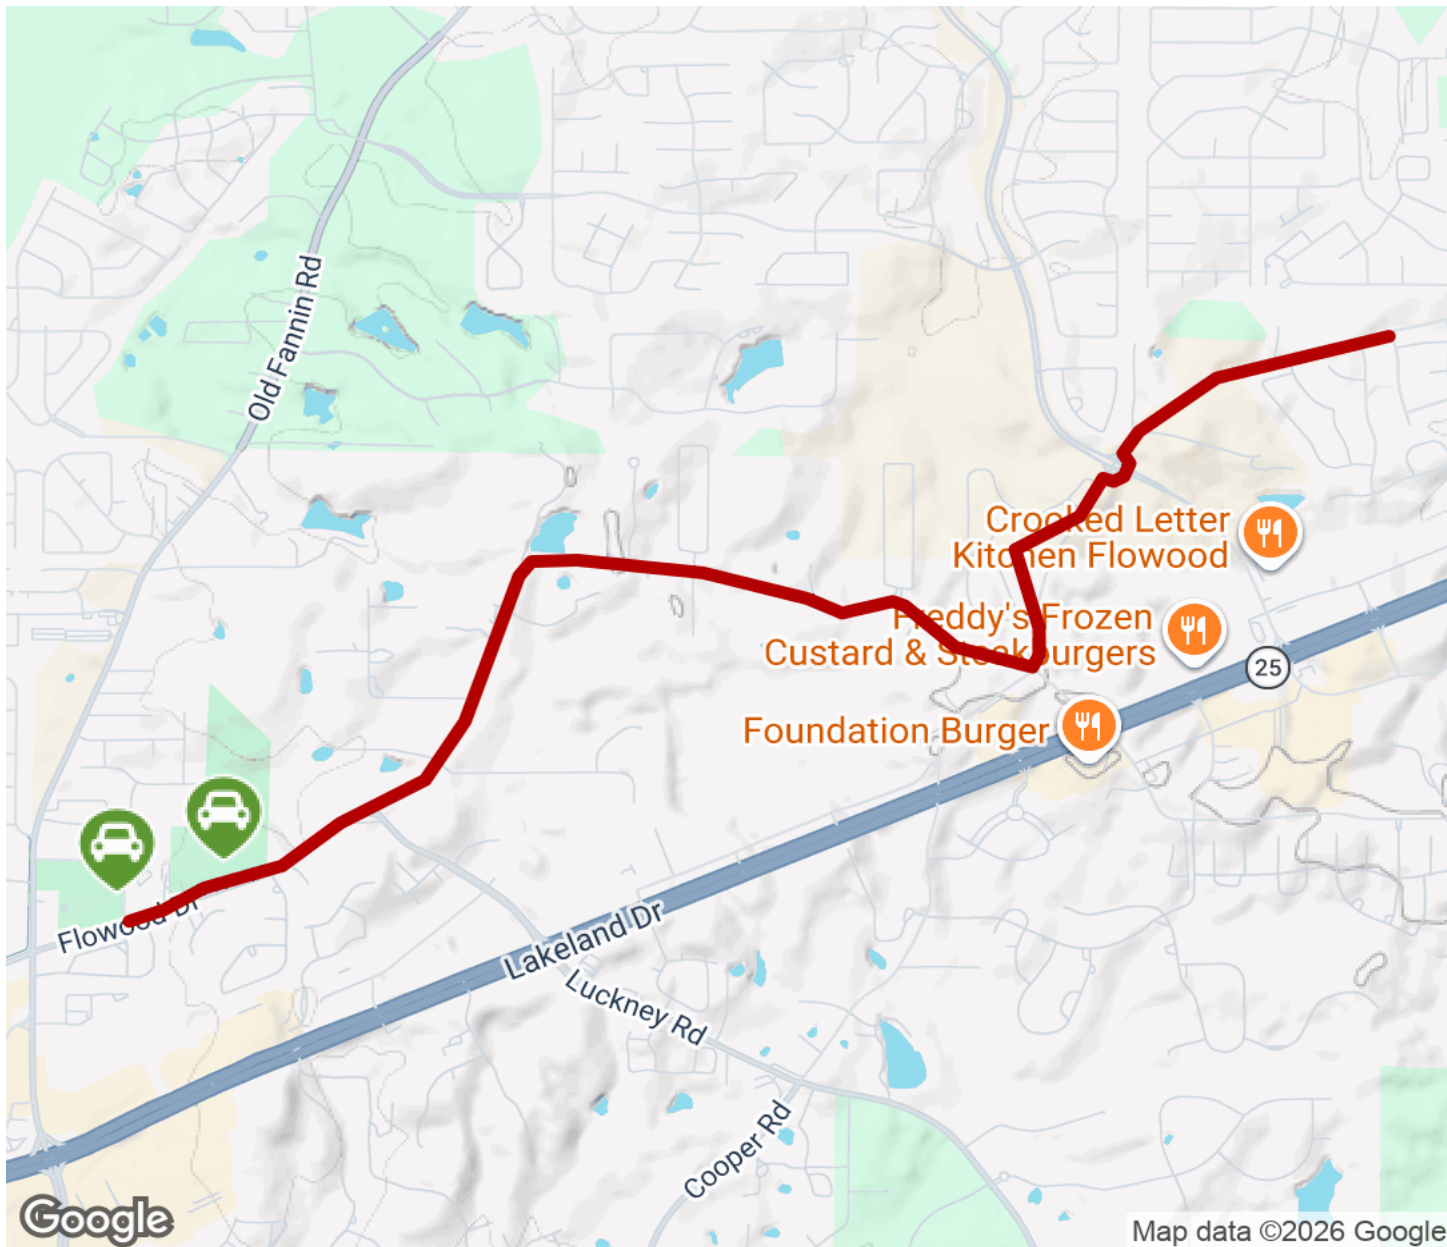 Old Fannin Rd
Crooked Letter
Kitchen Flowood
Freddy's Frozen
Custard & Steakburgers
25
Foundation Burger
Flowood Dr
Lakeland Dr
Luckney Rd
Cooper Rd
Google
Map data ©2026 Google